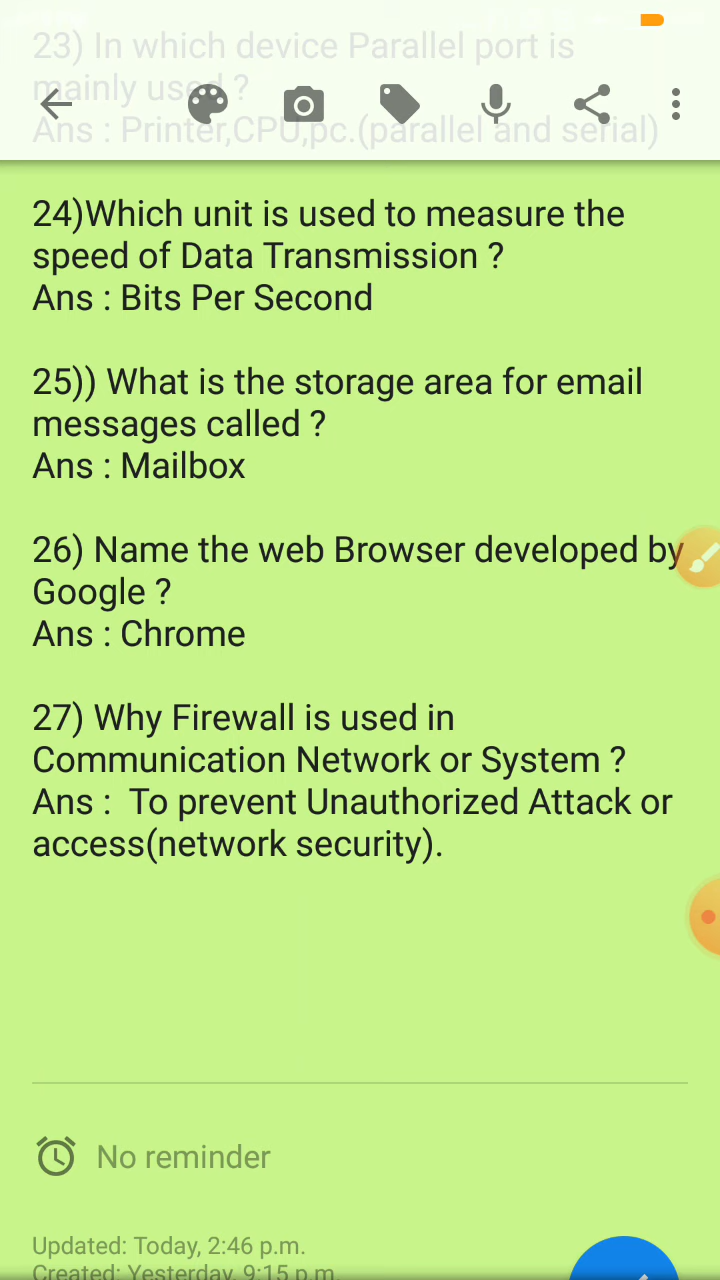 23) In which device Parallel port is
mainly used ?
Ans : Printer,CPU,pc.(parallel and serial)
24)Which unit is used to measure the
speed of Data Transmission ?
Ans : Bits Per Second
25)) What is the storage area for email
messages called ?
Ans : Mailbox
26) Name the web Browser developed by
Google ?
Ans : Chrome
27) Why Firewall is used in
Communication Network or System ?
Ans :  To prevent Unauthorized Attack or
access(network security).
No reminder
Updated: Today, 2:46 p.m.
Created: Yesterday, 9:15 p.m.